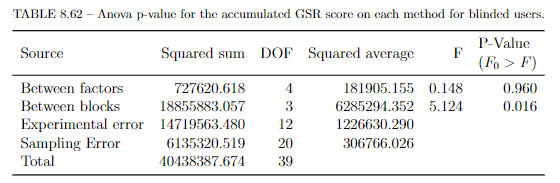 TABLE 8.62 – Anova p-value for the accumulated GSR score on each method for blinded users.
Source Squared sum DOF Squared average F P-Value (F0 > F)
Between factors 727620.618 4 181905.155 0.148 0.960
Between blocks 18855883.057 3 6285294.352 5.124 0.016
Experimental error 14719563.480 12 1226630.290
Sampling Error 6135320.519 20 306766.026
Total 40438387.674 39